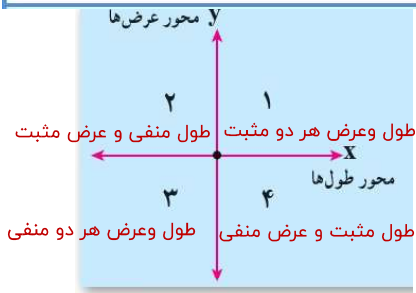 y محور عرض‌ها
۲ ۱
طول وعرض هر دو مثبت
طول منفی و عرض مثبت
x
محور طول‌ها
۳ ۴
طول وعرض هر دو منفی
طول مثبت و عرض منفی